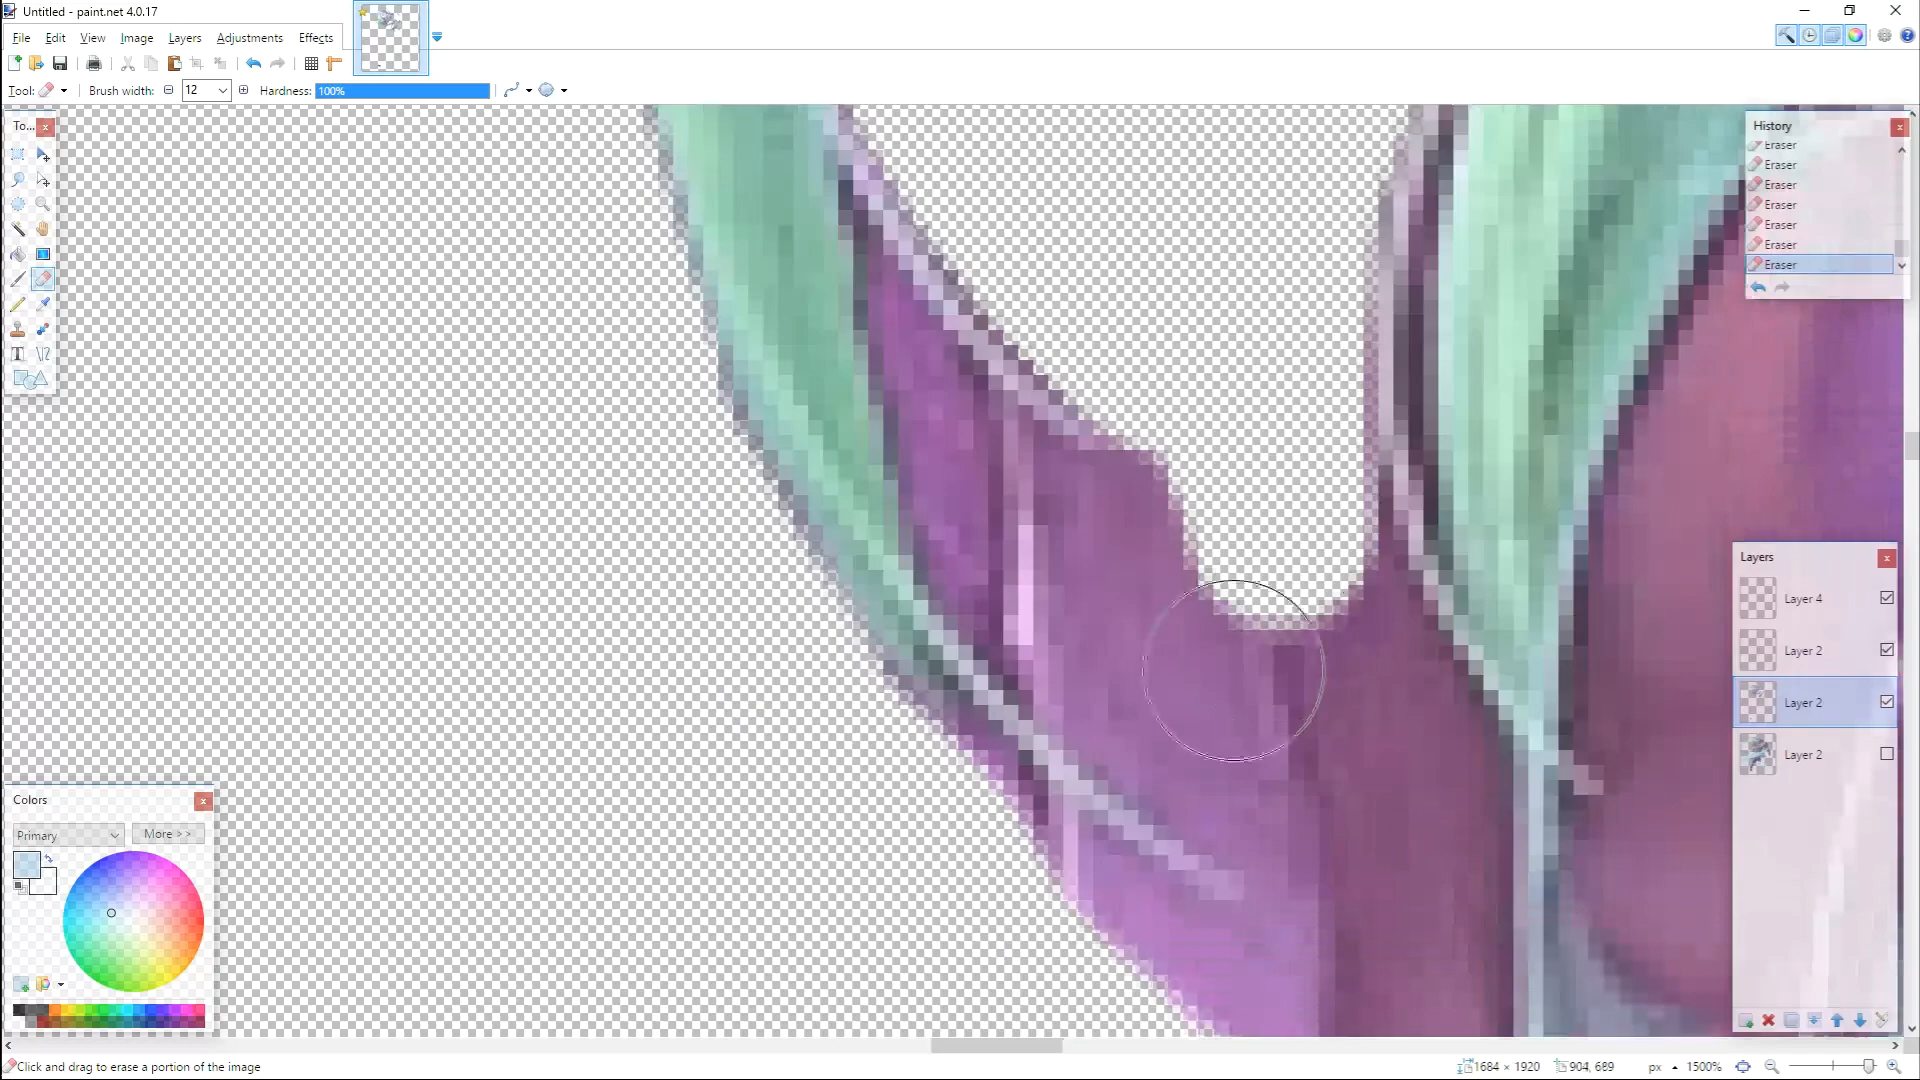 Untitled - paint.net 4.0.17
File Edit View Image Layers Adjustments Effects
Tool: Brush width: 12 Hardness: 100%
To...
History
Eraser
Eraser
Eraser
Eraser
Eraser
Eraser
Eraser
Layers
Layer 4
Layer 2
Layer 2
Layer 2
Colors
Primary
More >>
Click and drag to erase a portion of the image
1684 × 1920
904, 689
px
1500%